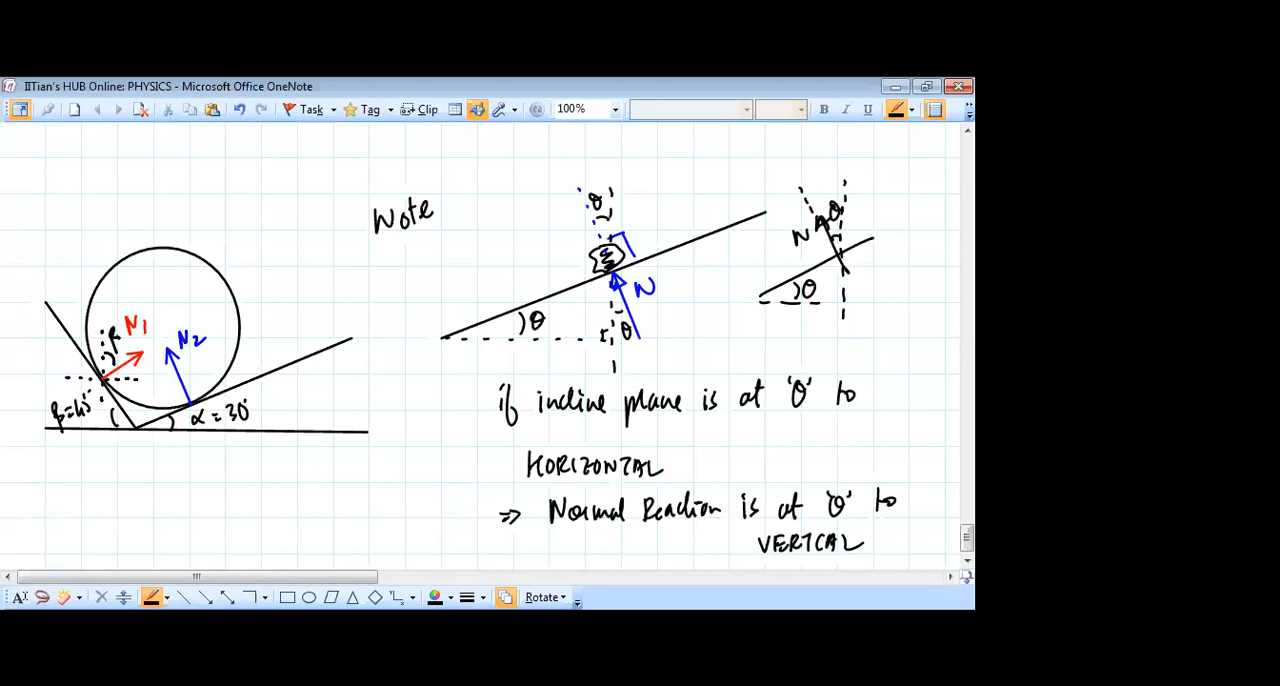 IITian's HUB Online: PHYSICS - Microsoft Office OneNote
Task Tag Clip 100% B I U
Note
θ
N
θ
θ
N θ
θ
N1
N2
β
α = 30°
if incline plane is at 'θ' to
HORIZONTAL
⇒ Normal Reaction is at 'θ' to
VERTICAL
Rotate